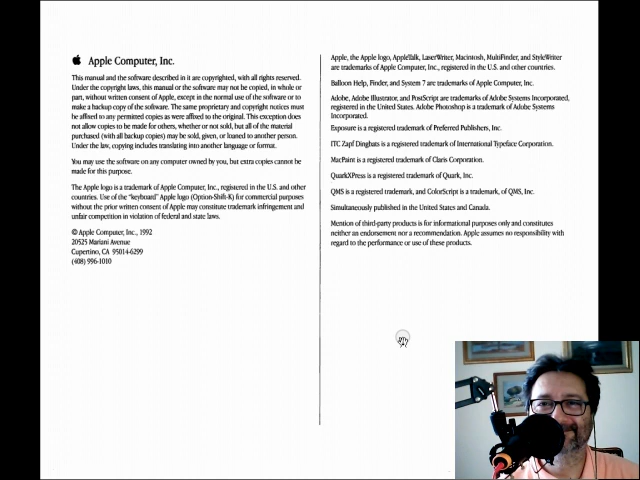 Apple Computer, Inc.
This manual and the software described in it are copyrighted, with all rights reserved.
Under the copyright laws, this manual or the software may not be copied, in whole or
part, without written consent of Apple, except in the normal use of the software or to
make a backup copy of the software. The same proprietary and copyright notices must
be affixed to any permitted copies as were affixed to the original. This exception does
not allow copies to be made for others, whether or not sold, but all of the material
purchased (with all backup copies) may be sold, given, or loaned to another person.
Under the law, copying includes translating into another language or format.
You may use the software on any computer owned by you, but extra copies cannot be
made for this purpose.
The Apple logo is a trademark of Apple Computer, Inc., registered in the U.S. and other
countries. Use of the “keyboard” Apple logo (Option-Shift-K) for commercial purposes
without the prior written consent of Apple may constitute trademark infringement and
unfair competition in violation of federal and state laws.
© Apple Computer, Inc., 1992
20525 Mariani Avenue
Cupertino, CA 95014-6299
(408) 996-1010
Apple, the Apple logo, AppleTalk, LaserWriter, Macintosh, MultiFinder, and StyleWriter
are trademarks of Apple Computer, Inc., registered in the U.S. and other countries.
Balloon Help, Finder, and System 7 are trademarks of Apple Computer, Inc.
Adobe, Adobe Illustrator, and PostScript are trademarks of Adobe Systems Incorporated,
registered in the United States. Adobe Photoshop is a trademark of Adobe Systems
Incorporated.
Exposure is a registered trademark of Preferred Publishers, Inc.
ITC Zapf Dingbats is a registered trademark of International Typeface Corporation.
MacPaint is a registered trademark of Claris Corporation.
QuarkXPress is a registered trademark of Quark, Inc.
QMS is a registered trademark, and ColorScript is a trademark, of QMS, Inc.
Simultaneously published in the United States and Canada.
Mention of third-party products is for informational purposes only and constitutes
neither an endorsement nor a recommendation. Apple assumes no responsibility with
regard to the performance or use of these products.